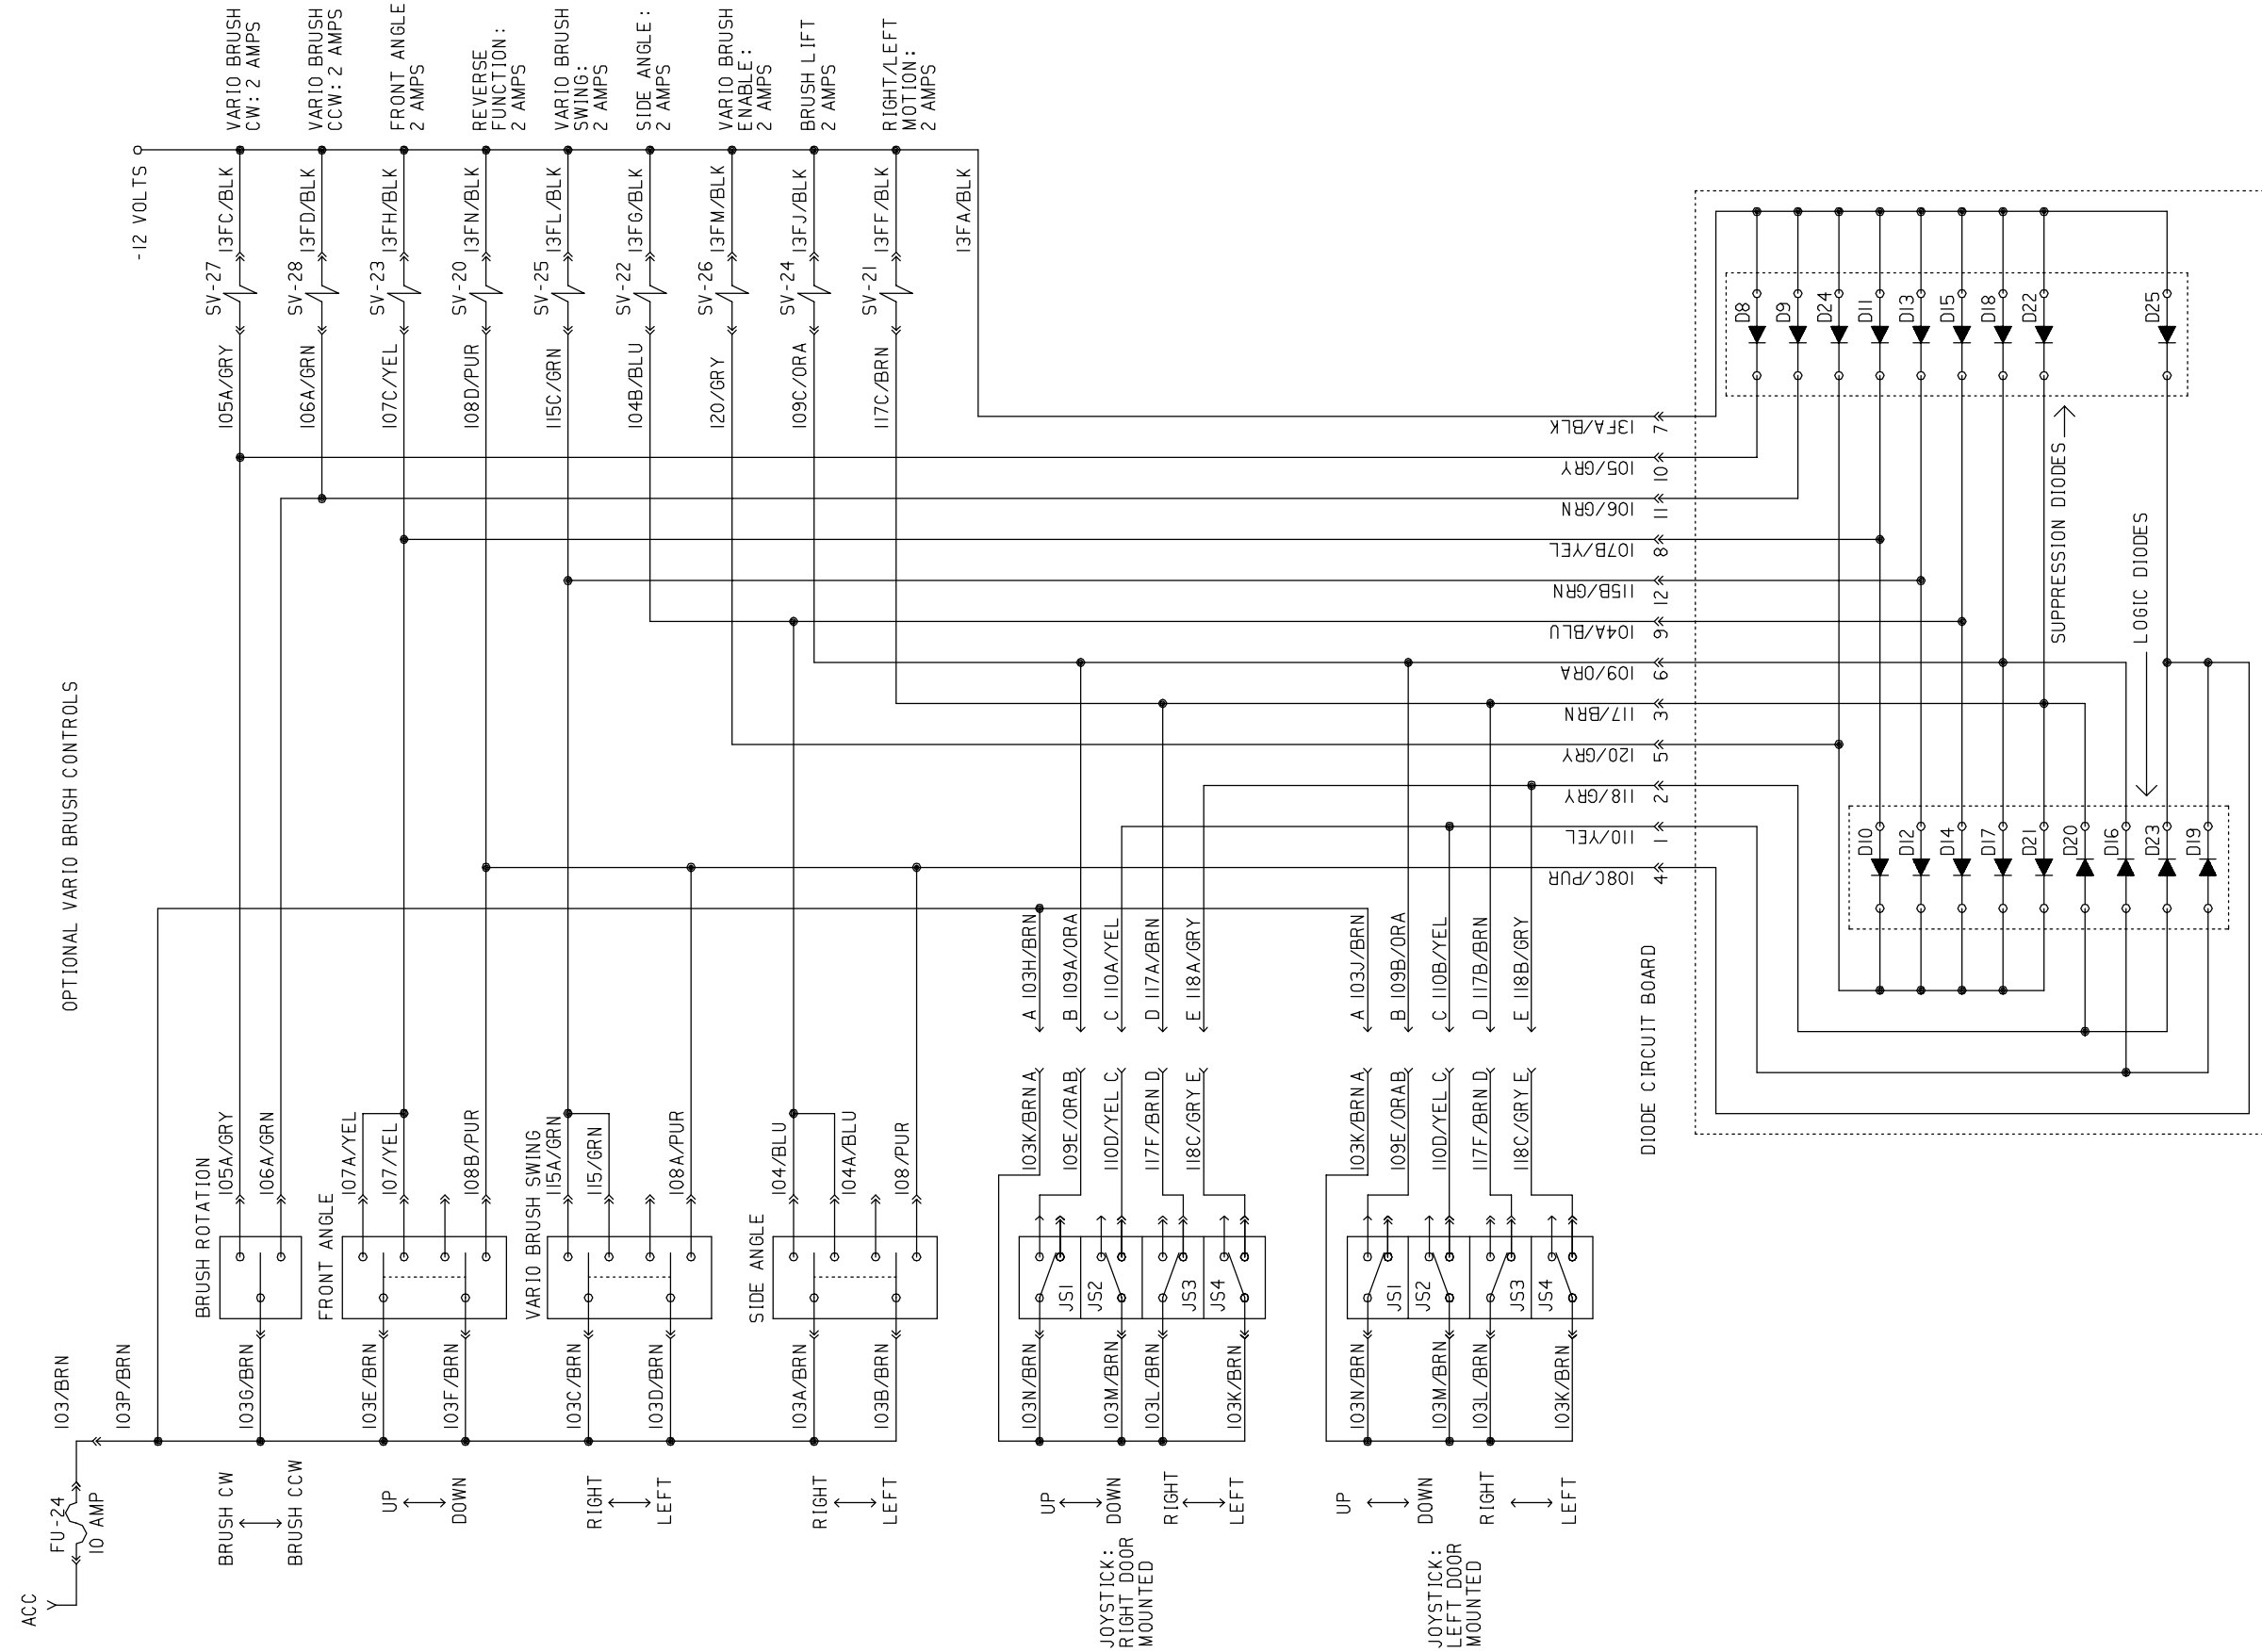 OPTIONAL VARIO BRUSH CONTROLS
-12 VOLTS
VARIO BRUSH
CW: 2 AMPS
VARIO BRUSH
CCW: 2 AMPS
FRONT ANGLE
2 AMPS
REVERSE
FUNCTION:
2 AMPS
VARIO BRUSH
SWING:
2 AMPS
SIDE ANGLE:
2 AMPS
VARIO BRUSH
ENABLE:
2 AMPS
BRUSH LIFT
2 AMPS
RIGHT/LEFT
MOTION:
2 AMPS
13FC/BLK
13FD/BLK
13FH/BLK
13FN/BLK
13FL/BLK
13FG/BLK
13FM/BLK
13FJ/BLK
13FF/BLK
13FA/BLK
SV-27
SV-28
SV-23
SV-20
SV-25
SV-22
SV-26
SV-24
SV-21
105A/GRY
106A/GRN
107C/YEL
108D/PUR
115C/GRN
104B/BLU
120/GRY
109C/ORA
117C/BRN
13FA/BLK 7
105/GRY 10
106/GRN 11
107B/YEL 8
115B/GRN 12
104A/BLU 9
109/ORA 6
117/BRN 3
120/GRY 5
118/GRY 2
110/YEL 1
108C/PUR 4
D8
D9
D24
D11
D13
D15
D18
D22
D25
SUPPRESSION DIODES
LOGIC DIODES
D10
D12
D14
D17
D21
D20
D16
D23
D19
DIODE CIRCUIT BOARD
A 103H/BRN
B 109A/ORA
C 110A/YEL
D 117A/BRN
E 118A/GRY
A 103J/BRN
B 109B/ORA
C 110B/YEL
D 117B/BRN
E 118B/GRY
103K/BRN A
109E/ORA B
110D/YEL C
117F/BRN D
118C/GRY E
103K/BRN A
109E/ORA B
110D/YEL C
117F/BRN D
118C/GRY E
BRUSH ROTATION
105A/GRY
106A/GRN
FRONT ANGLE
107A/YEL
107/YEL
108B/PUR
VARIO BRUSH SWING
115A/GRN
115/GRN
108A/PUR
SIDE ANGLE
104/BLU
104A/BLU
108/PUR
JS1
JS2
JS3
JS4
JS1
JS2
JS3
JS4
103/BRN
103P/BRN
103G/BRN
103E/BRN
103F/BRN
103C/BRN
103D/BRN
103A/BRN
103B/BRN
103N/BRN
103M/BRN
103L/BRN
103K/BRN
103N/BRN
103M/BRN
103L/BRN
103K/BRN
ACC
FU-24
10 AMP
BRUSH CW
BRUSH CCW
UP
DOWN
RIGHT
LEFT
RIGHT
LEFT
UP
DOWN
RIGHT
LEFT
JOYSTICK:
RIGHT DOOR
MOUNTED
UP
DOWN
RIGHT
LEFT
JOYSTICK:
LEFT DOOR
MOUNTED